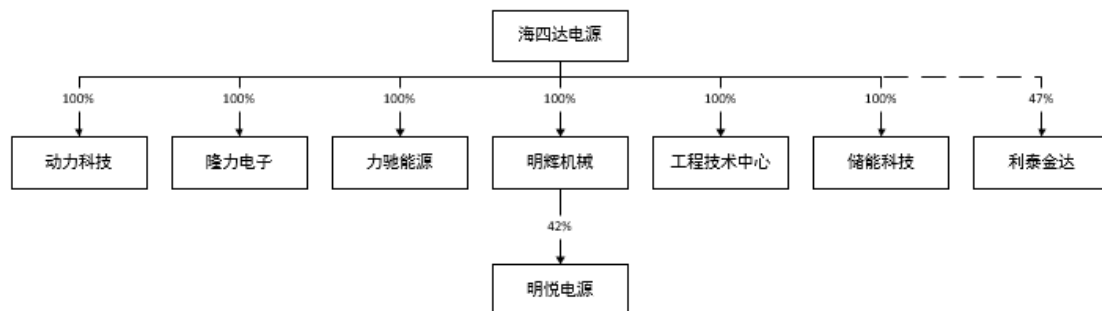 海四达电源
100% 100% 100% 100% 100% 100% 47%
动力科技 隆力电子 力驰能源 明辉机械 工程技术中心 储能科技 利泰金达
42%
明悦电源